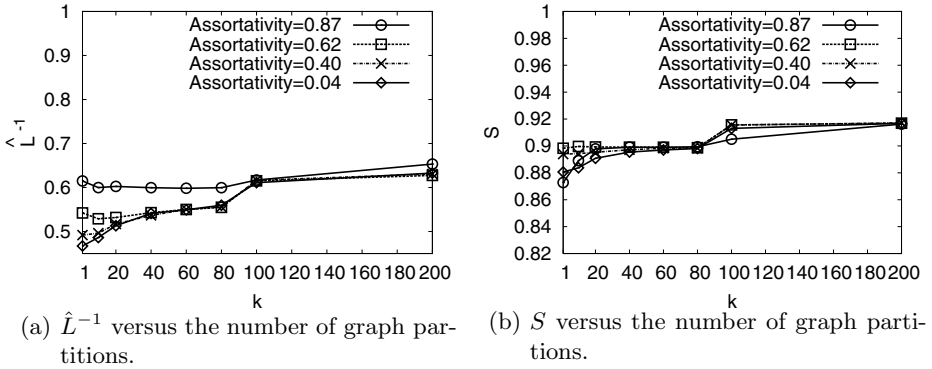 1
0.9
0.8
0.7
0.6
0.5
L̂⁻¹
Assortativity=0.87
Assortativity=0.62
Assortativity=0.40
Assortativity=0.04
1 20 40 60 80 100 120 140 160 180 200
k
(a) L̂⁻¹ versus the number of graph par-
titions.
1
0.98
0.96
0.94
0.92
0.9
0.88
0.86
0.84
0.82
S
Assortativity=0.87
Assortativity=0.62
Assortativity=0.40
Assortativity=0.04
1 20 40 60 80 100 120 140 160 180 200
k
(b) S versus the number of graph parti-
tions.